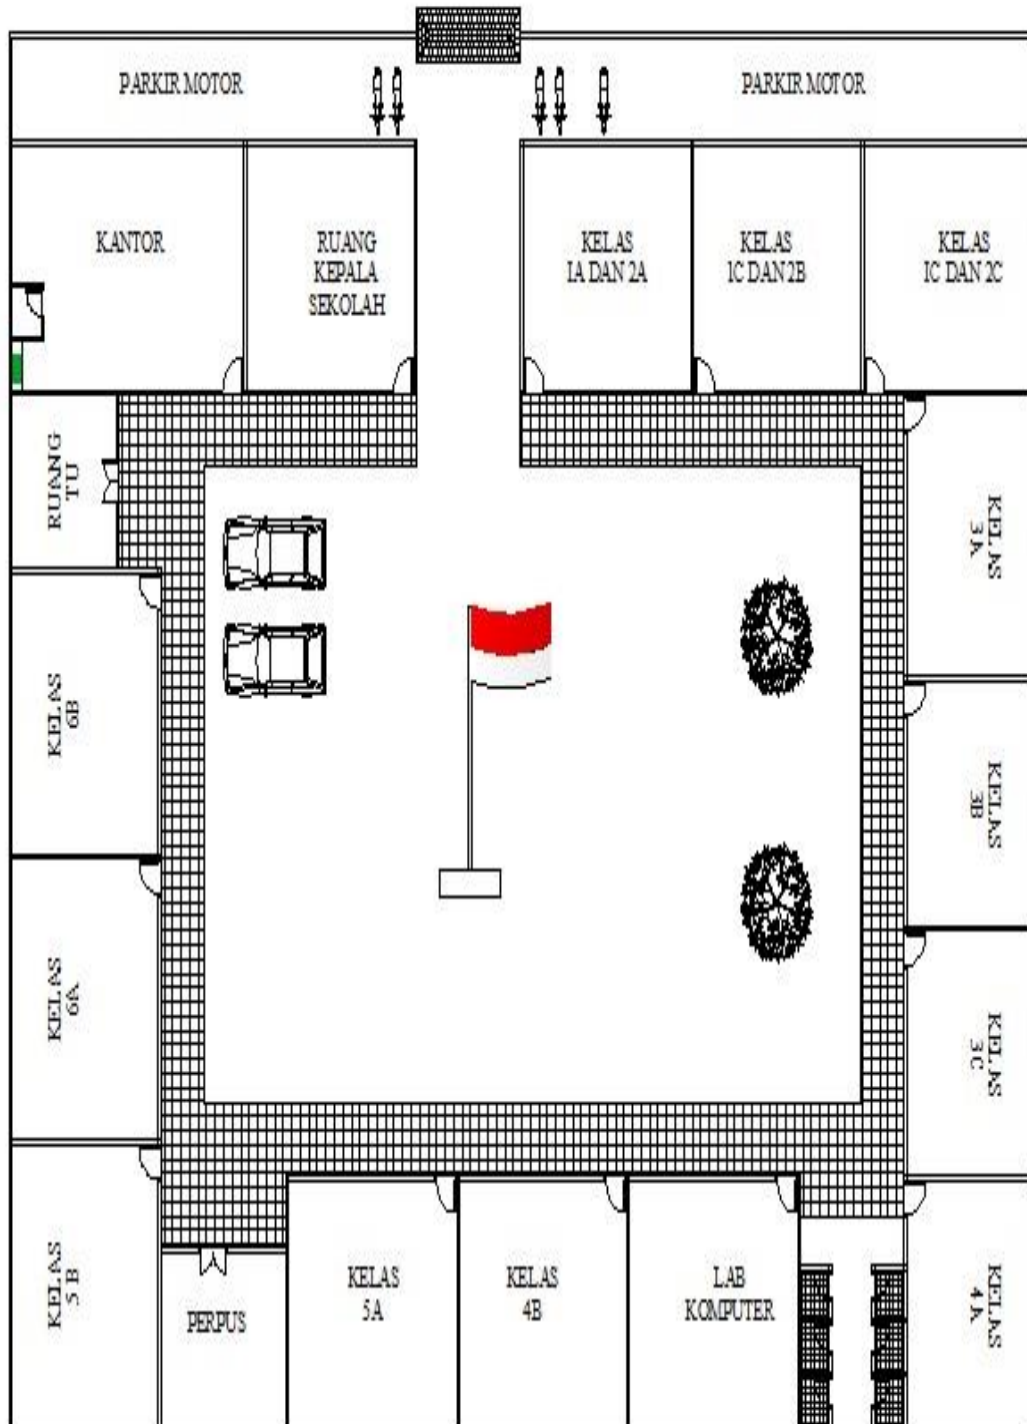 PARKIR MOTOR
PARKIR MOTOR
KANTOR
RUANG
KEPALA
SEKOLAH
KELAS
1A DAN 2A
KELAS
1C DAN 2B
KELAS
1C DAN 2C
RUANG
TU
KELAS
3A
KELAS
6B
KELAS
3B
KELAS
6A
KELAS
3C
KELAS
5B
PERPUS
KELAS
5A
KELAS
4B
LAB
KOMPUTER
KELAS
4A